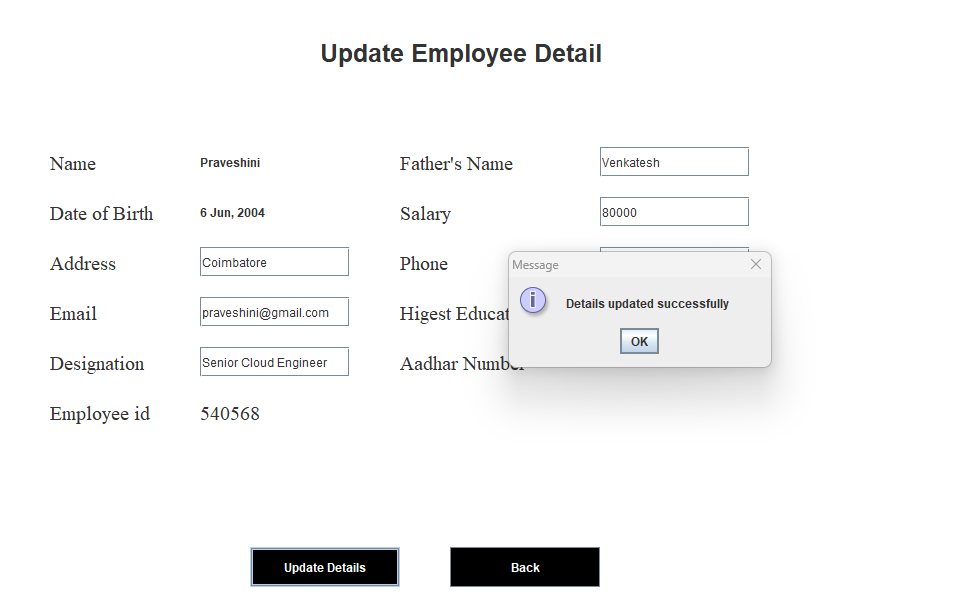 Update Employee Detail
Name Praveshini Father's Name Venkatesh
Date of Birth 6 Jun, 2004 Salary 80000
Address Coimbatore Phone
Message
Email praveshini@gmail.com Higest Educat
Details updated successfully
OK
Designation Senior Cloud Engineer Aadhar Number
Employee id 540568
Update Details Back